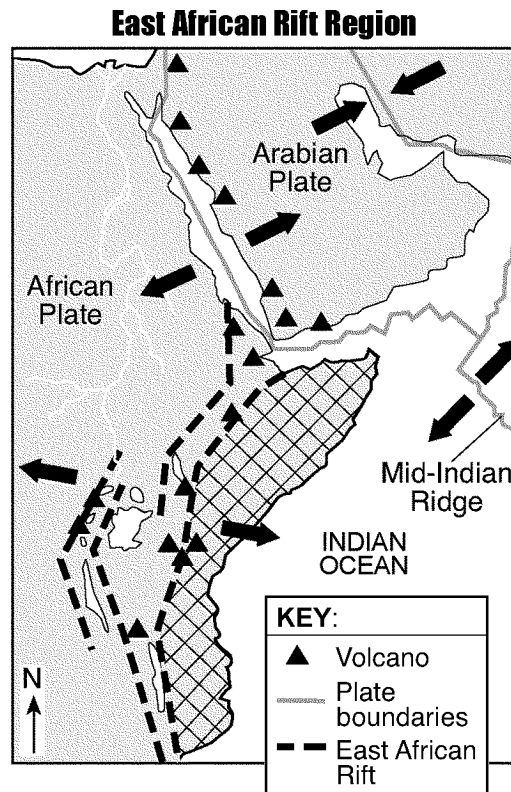 East African Rift Region
Arabian
Plate
African
Plate
Mid-Indian
Ridge
INDIAN
OCEAN
KEY:
Volcano
Plate
boundaries
East African
Rift
N